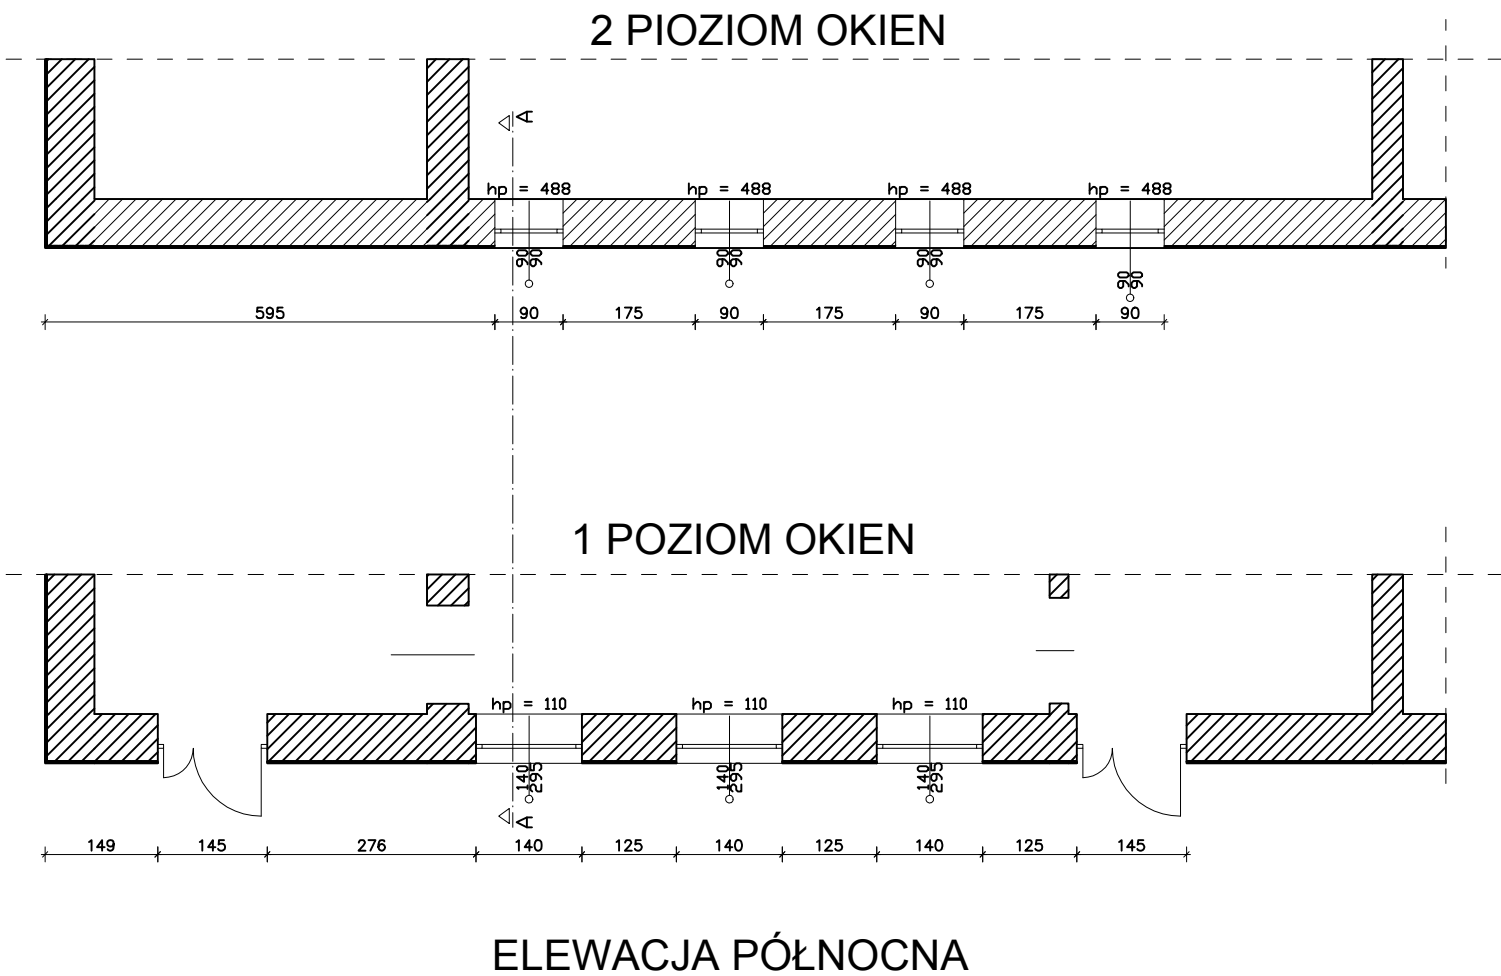 2 PIOZIOM OKIEN
A
hp = 488 hp = 488 hp = 488 hp = 488
90 90 90 90
90 90 90 90
595 90 175 90 175 90 175 90
1 POZIOM OKIEN
hp = 110 hp = 110 hp = 110
140 140 140
295 295 295
A
149 145 276 140 125 140 125 140 125 145
ELEWACJA PÓŁNOCNA